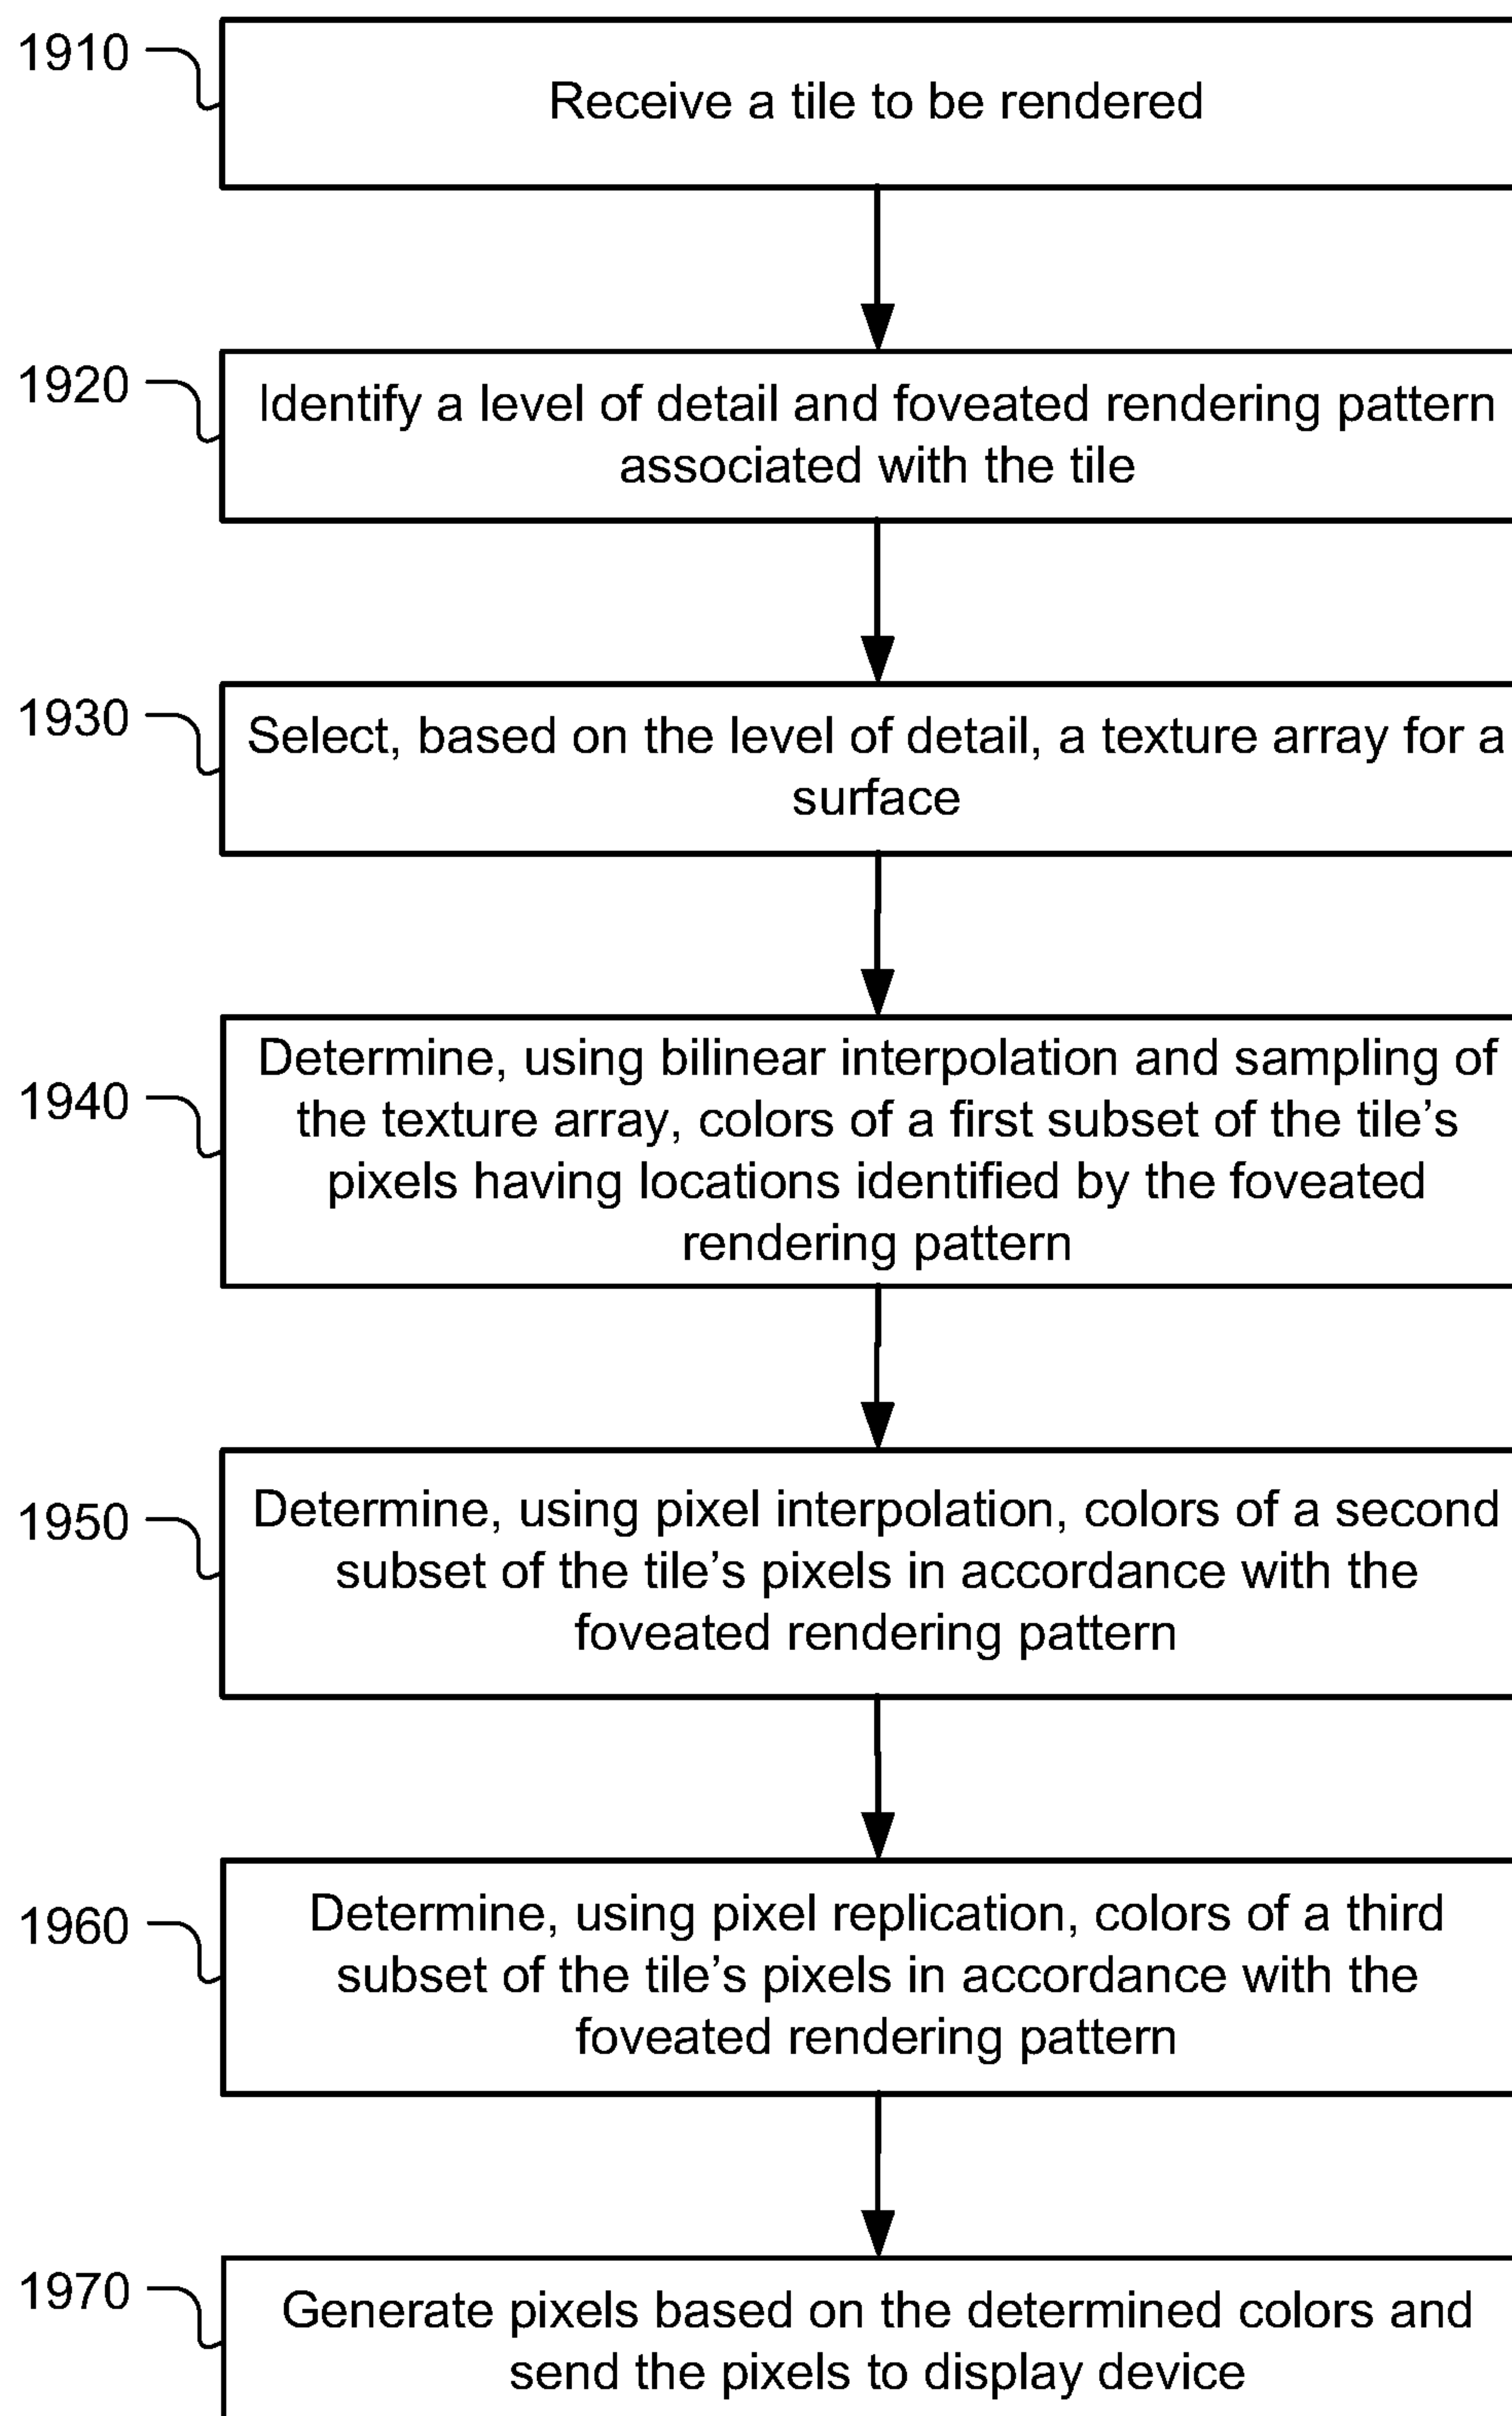 1910
Receive a tile to be rendered
1920
Identify a level of detail and foveated rendering pattern
associated with the tile
1930
Select, based on the level of detail, a texture array for a
surface
1940
Determine, using bilinear interpolation and sampling of
the texture array, colors of a first subset of the tile's
pixels having locations identified by the foveated
rendering pattern
1950
Determine, using pixel interpolation, colors of a second
subset of the tile's pixels in accordance with the
foveated rendering pattern
1960
Determine, using pixel replication, colors of a third
subset of the tile's pixels in accordance with the
foveated rendering pattern
1970
Generate pixels based on the determined colors and
send the pixels to display device